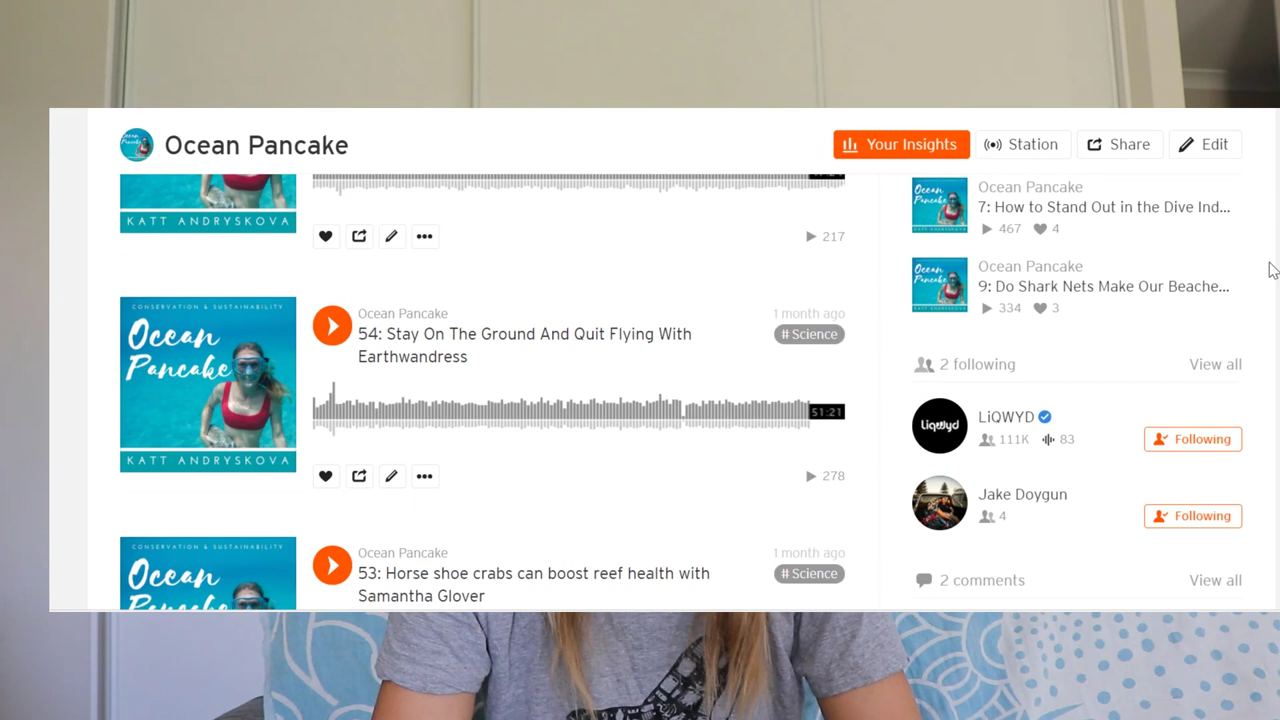 Ocean Pancake
Your Insights
Station
Share
Edit
KATT ANDRYSKOVA
217
CONSERVATION & SUSTAINABILITY
Ocean
Pancake
KATT ANDRYSKOVA
Ocean Pancake
1 month ago
54: Stay On The Ground And Quit Flying With
Earthwandress
# Science
51:21
278
CONSERVATION & SUSTAINABILITY
Ocean
Pancake
Ocean Pancake
1 month ago
53: Horse shoe crabs can boost reef health with
Samantha Glover
# Science
Ocean
Pancake
Ocean Pancake
7: How to Stand Out in the Dive Ind...
467
4
Ocean
Pancake
Ocean Pancake
9: Do Shark Nets Make Our Beache...
334
3
2 following
View all
LiQWYD
LiQWYD
111K
83
Following
Jake Doygun
4
Following
2 comments
View all